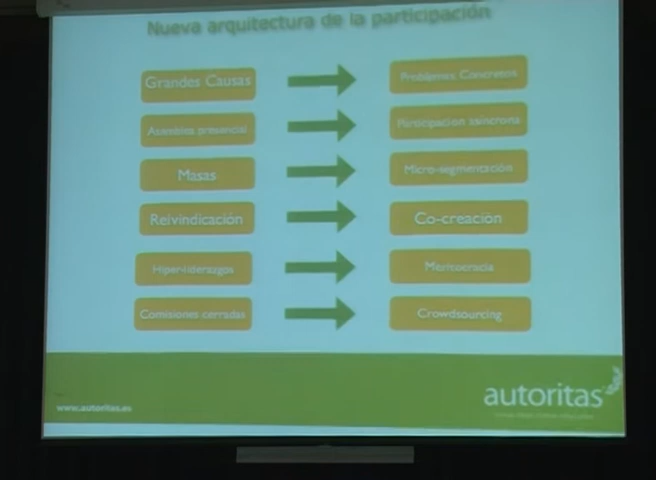 Nueva arquitectura de la participación
Grandes Causas
Problemas Concretos
Asamblea presencial
Participación asíncrona
Masas
Micro-segmentación
Reivindicación
Co-creación
Hiper-liderazgos
Meritocracia
Comisiones cerradas
Crowdsourcing
www.autoritas.es
autoritas